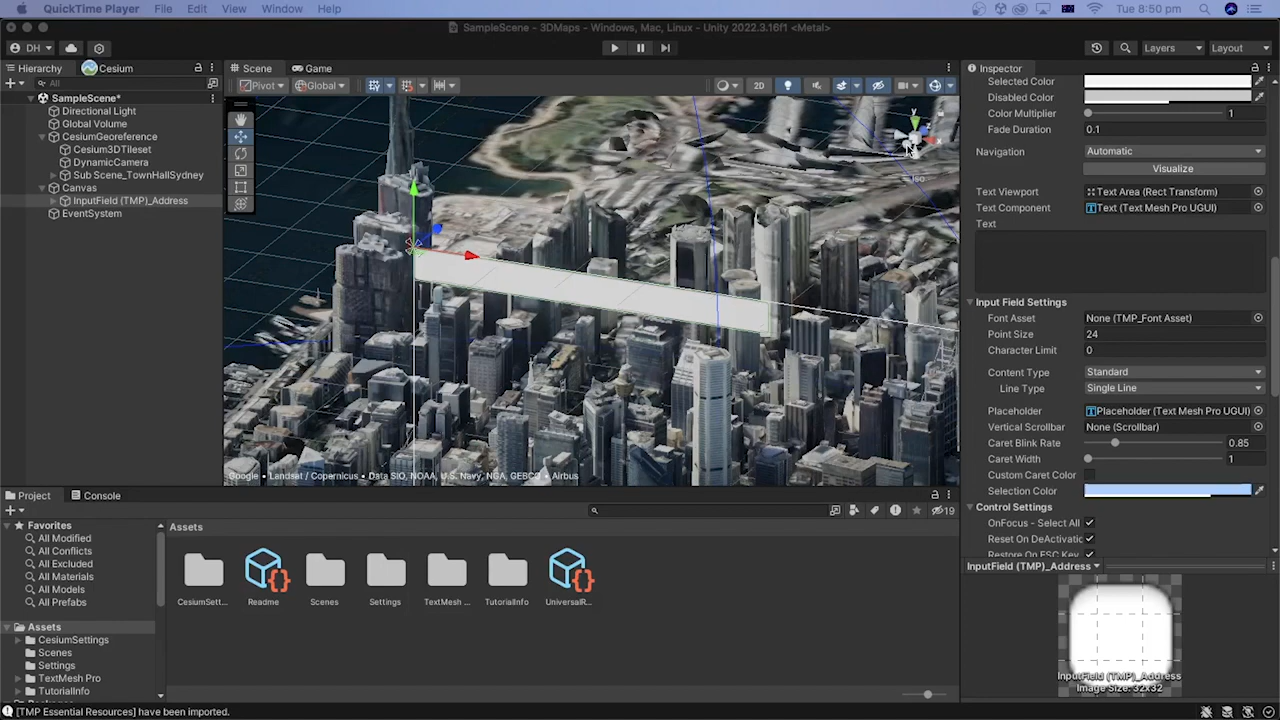 QuickTime Player File Edit View Window Help Tue 8:50 pm
SampleScene - 3DMaps - Windows, Mac, Linux - Unity 2022.3.16f1 <Metal>
DH Layers Layout
Hierarchy Cesium
All
SampleScene*
Directional Light
Global Volume
CesiumGeoreference
Cesium3DTileset
DynamicCamera
Sub Scene_TownHallSydney
Canvas
InputField (TMP)_Address
EventSystem
Scene Game
Pivot Global 2D
y
x
Iso
Google • Landsat / Copernicus • Data SIO, NOAA, U.S. Navy, NGA, GEBCO • Airbus
Inspector
Selected Color
Disabled Color
Color Multiplier 1
Fade Duration 0.1
Navigation Automatic
Visualize
Text Viewport Text Area (Rect Transform)
Text Component Text (Text Mesh Pro UGUI)
Text
Input Field Settings
Font Asset None (TMP_Font Asset)
Point Size 24
Character Limit 0
Content Type Standard
Line Type Single Line
Placeholder Placeholder (Text Mesh Pro UGUI)
Vertical Scrollbar None (Scrollbar)
Caret Blink Rate 0.85
Caret Width 1
Custom Caret Color
Selection Color
Control Settings
OnFocus - Select All
Reset On DeActivatic
Restore On ESC Key
InputField (TMP)_Address
InputField (TMP)_Address
Image Size: 32x32
Project Console
19
Favorites
All Modified
All Conflicts
All Excluded
All Materials
All Models
All Prefabs
Assets
CesiumSettings
Scenes
Settings
TextMesh Pro
TutorialInfo
Assets
CesiumSett... Readme Scenes Settings TextMesh ... TutorialInfo UniversalR...
[TMP Essential Resources] have been imported.